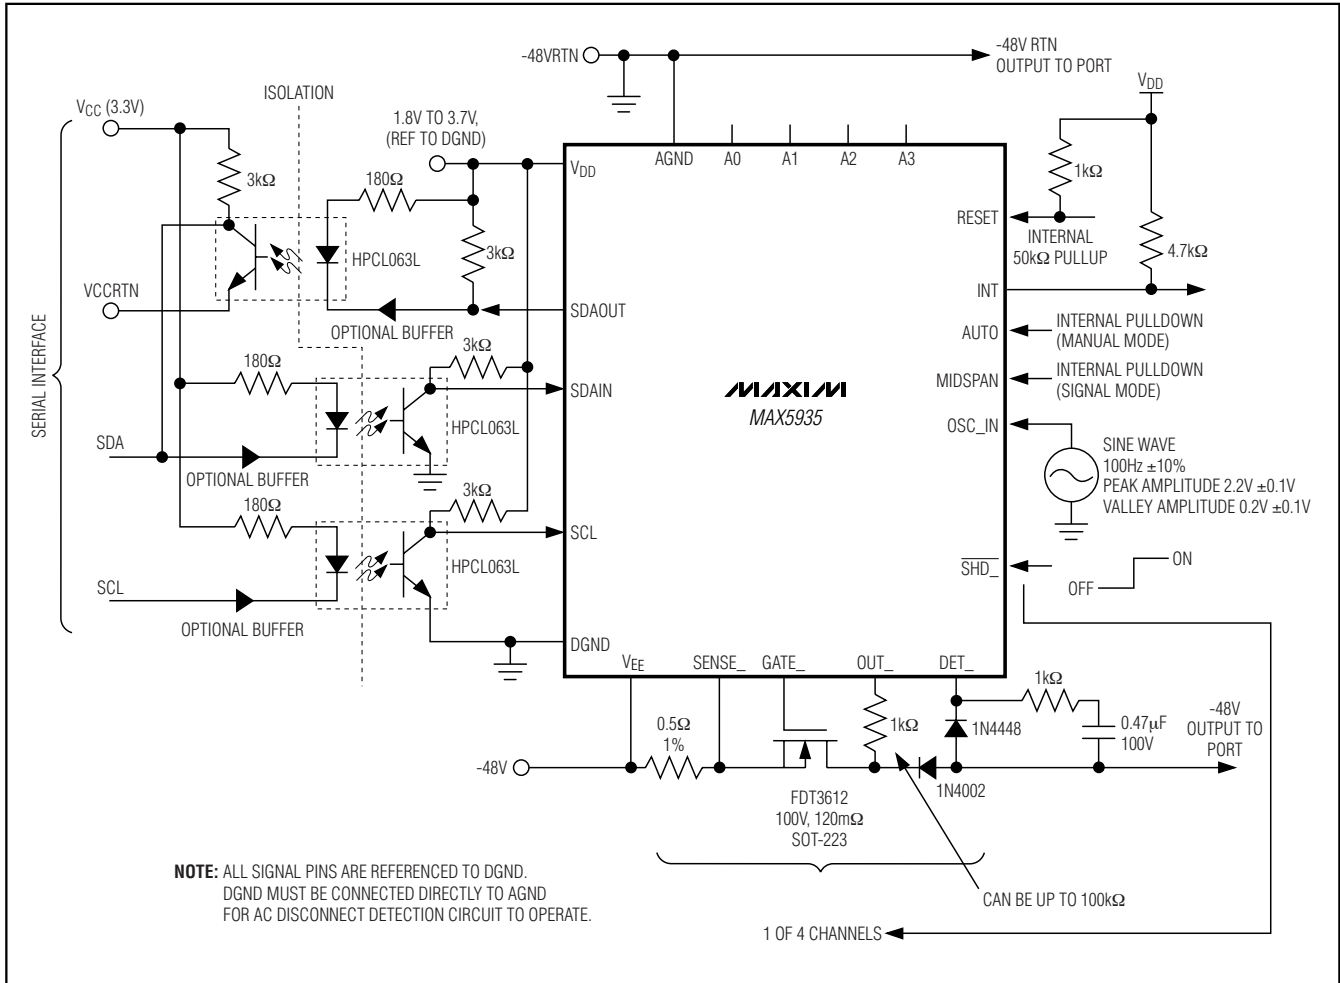 -48VRTN
-48V RTN
OUTPUT TO PORT
ISOLATION
VCC (3.3V)
1.8V TO 3.7V,
(REF TO DGND)
VDD
AGND
A0
A1
A2
A3
VDD
3kΩ
180Ω
1kΩ
RESET
INTERNAL
50kΩ PULLUP
4.7kΩ
HPCL063L
3kΩ
VCCRTN
SDAOUT
INT
OPTIONAL BUFFER
AUTO
INTERNAL PULLDOWN
(MANUAL MODE)
SERIAL INTERFACE
180Ω
3kΩ
SDAIN
MAXIM
MAX5935
MIDSPAN
INTERNAL PULLDOWN
(SIGNAL MODE)
HPCL063L
OSC_IN
SDA
OPTIONAL BUFFER
SINE WAVE
100Hz ±10%
PEAK AMPLITUDE 2.2V ±0.1V
VALLEY AMPLITUDE 0.2V ±0.1V
180Ω
3kΩ
SCL
HPCL063L
SHD_
ON
OFF
SCL
OPTIONAL BUFFER
DGND
VEE
SENSE_
GATE_
OUT_
DET_
0.5Ω
1%
1kΩ
1N4448
1kΩ
0.47µF
100V
-48V
OUTPUT TO
PORT
-48V
1N4002
FDT3612
100V, 120mΩ
SOT-223
NOTE: ALL SIGNAL PINS ARE REFERENCED TO DGND.
DGND MUST BE CONNECTED DIRECTLY TO AGND
FOR AC DISCONNECT DETECTION CIRCUIT TO OPERATE.
CAN BE UP TO 100kΩ
1 OF 4 CHANNELS